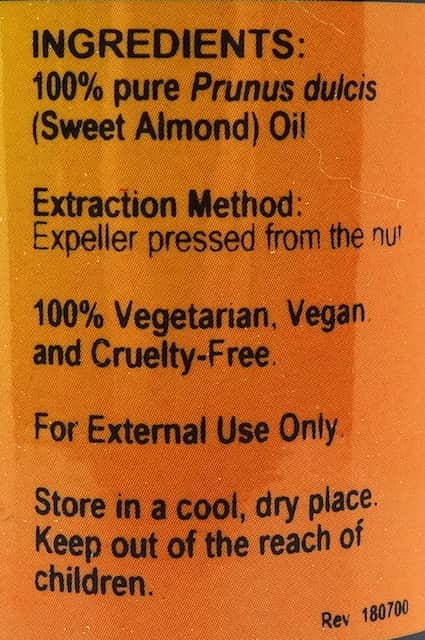 INGREDIENTS:
100% pure Prunus dulcis
(Sweet Almond) Oil
Extraction Method:
Expeller pressed from the nut
100% Vegetarian, Vegan,
and Cruelty-Free.
For External Use Only.
Store in a cool, dry place.
Keep out of the reach of
children.
Rev 180700